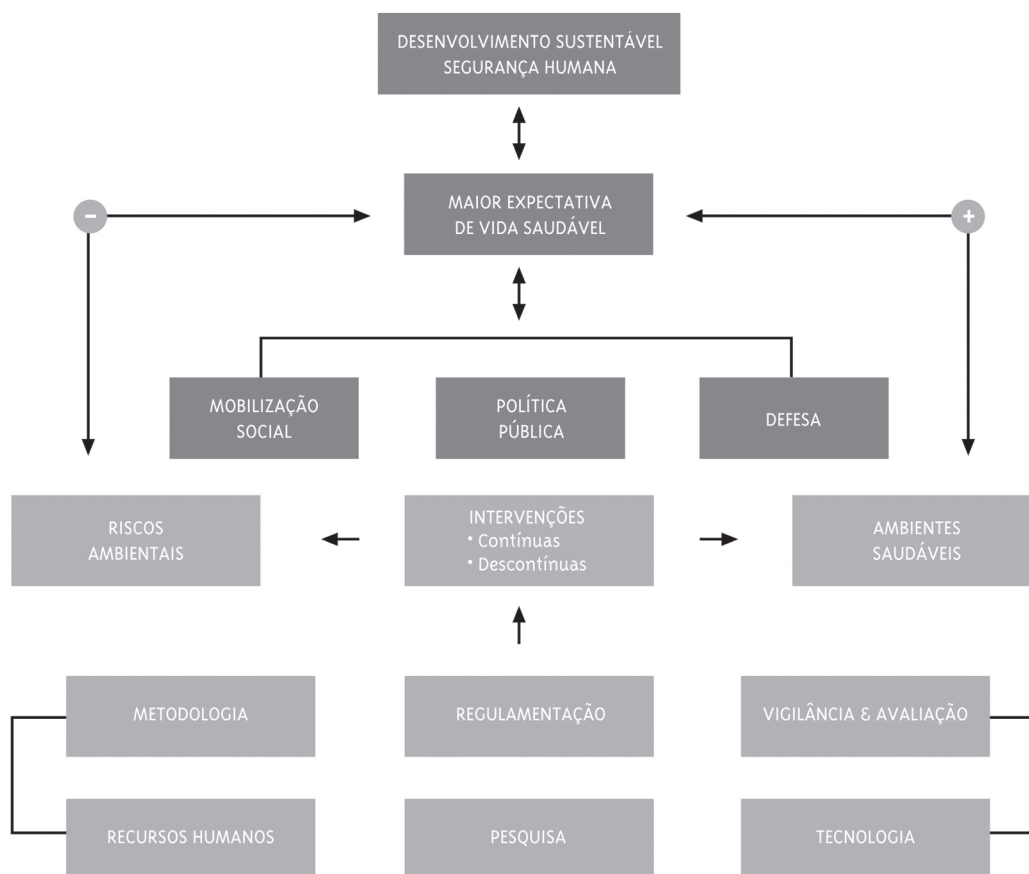 DESENVOLVIMENTO SUSTENTÁVEL
SEGURANÇA HUMANA
–
MAIOR EXPECTATIVA
DE VIDA SAUDÁVEL
+
MOBILIZAÇÃO
SOCIAL
POLÍTICA
PÚBLICA
DEFESA
RISCOS
AMBIENTAIS
INTERVENÇÕES
• Contínuas
• Descontínuas
AMBIENTES
SAUDÁVEIS
METODOLOGIA
REGULAMENTAÇÃO
VIGILÂNCIA & AVALIAÇÃO
RECURSOS HUMANOS
PESQUISA
TECNOLOGIA